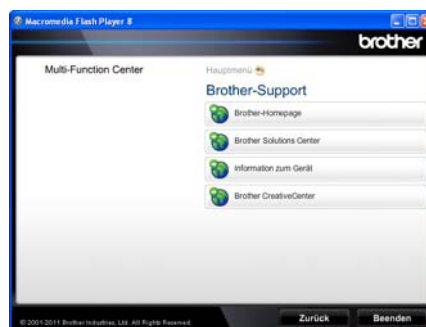 Macromedia Flash Player 8
brother
Multi-Function Center
Hauptmenü
Brother-Support
Brother-Homepage
Brother Solutions Center
Information zum Gerät
Brother CreativeCenter
© 2001-2011 Brother Industries, Ltd. All Rights Reserved.
Zurück
Beenden